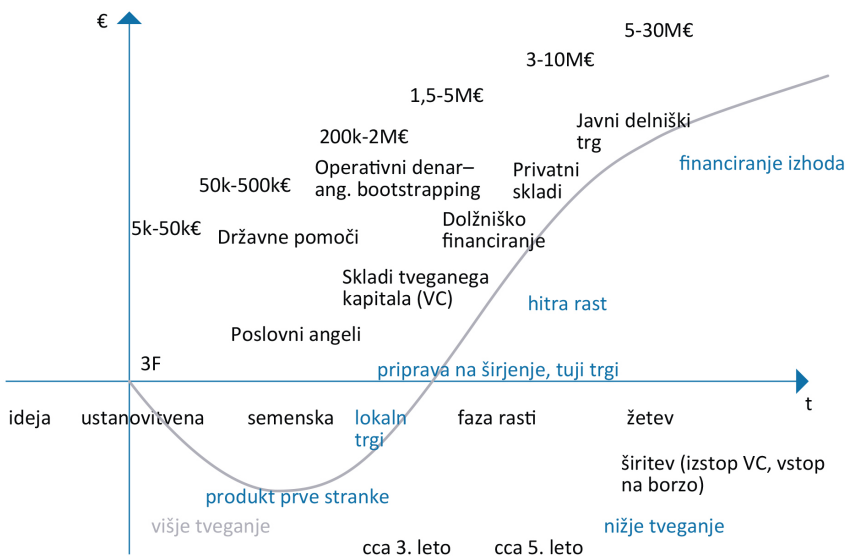 €
5-30M€
3-10M€
1,5-5M€
200k-2M€
50k-500k€
5k-50k€
Javni delniški
trg
financiranje izhoda
Operativni denar–
ang. bootstrapping
Privatni
skladi
Državne pomoči
Dolžniško
financiranje
Skladi tveganega
kapitala (VC)
hitra rast
Poslovni angeli
3F
priprava na širjenje, tuji trgi
t
ideja
ustanovitvena
semenska
lokaln
trgi
faza rasti
žetev
širitev (izstop VC, vstop
na borzo)
produkt prve stranke
višje tveganje
nižje tveganje
cca 3. leto
cca 5. leto